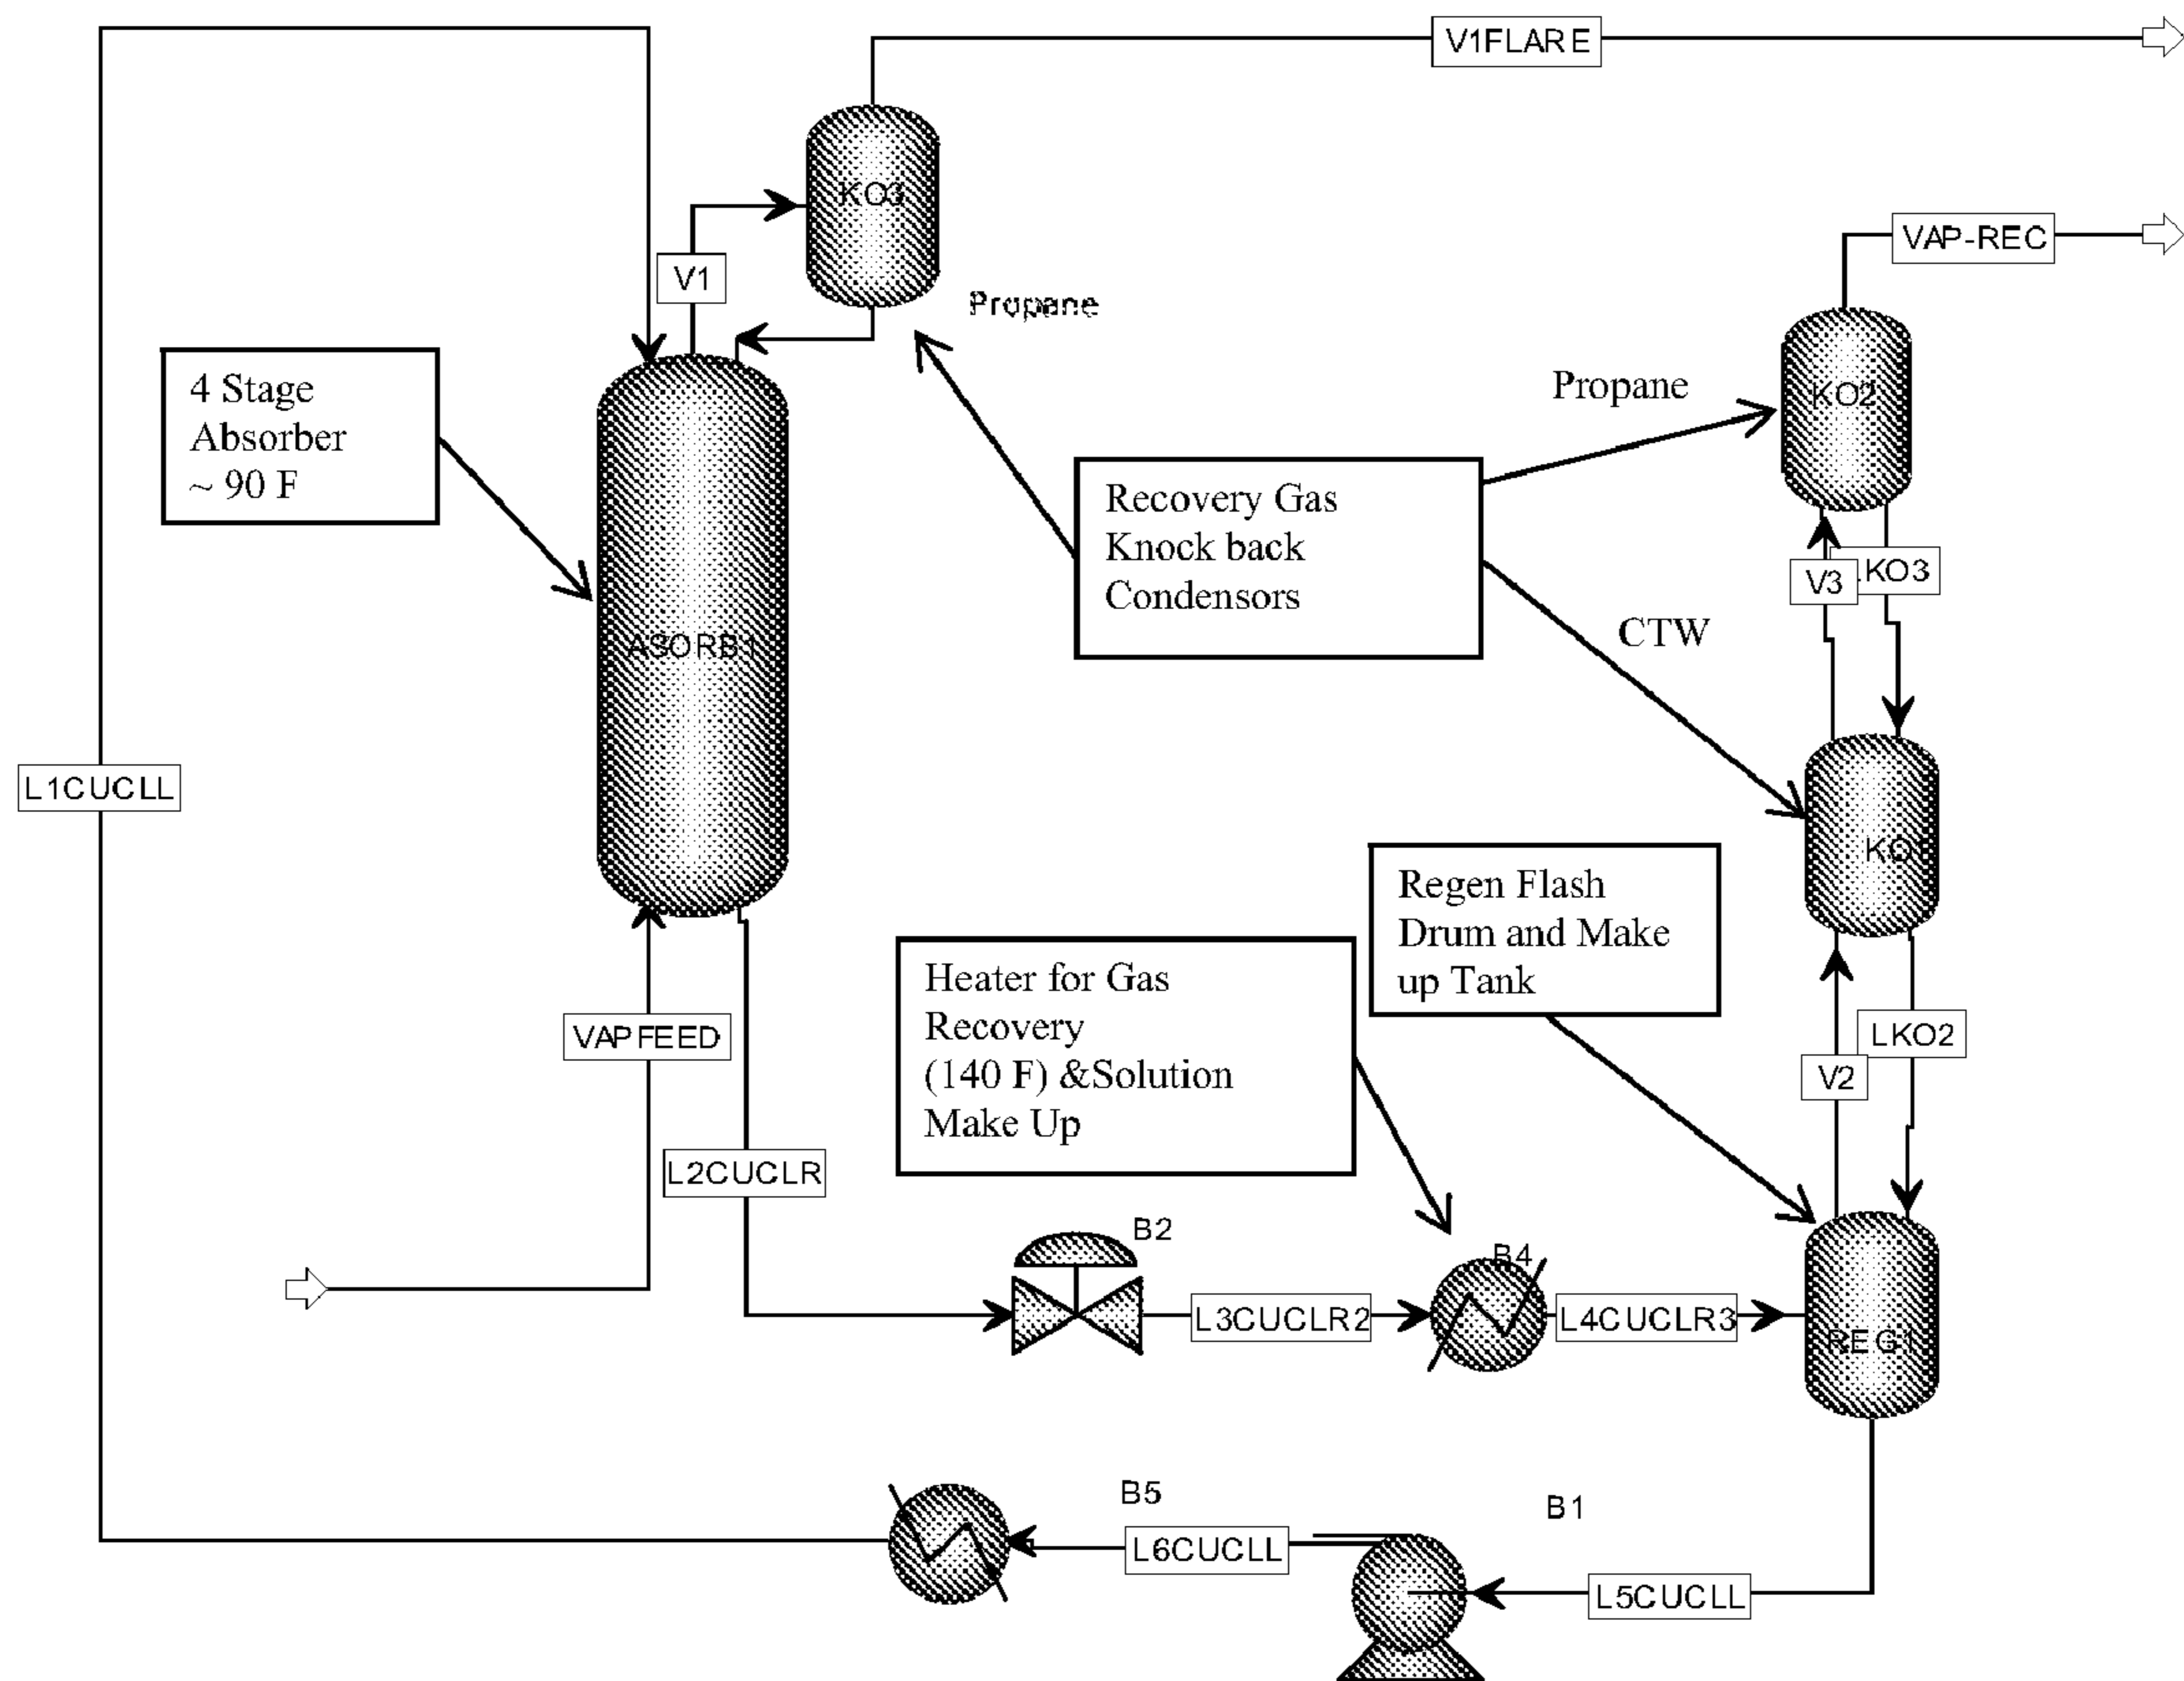 V1FLARE
KO3
VAP-REC
V1
Propane
4 Stage
Absorber
~ 90 F
Propane
KO2
Recovery Gas
Knock back
Condensors
V3
KO3
CTW
ASORB1
L1CUCLL
KO
Regen Flash
Drum and Make
up Tank
Heater for Gas
Recovery
(140 F) &Solution
Make Up
VAPFEED
LKO2
V2
L2CUCLR
B2
B4
L3CUCLR2
L4CUCLR3
REG1
B5
B1
L6CUCLL
L5CUCLL